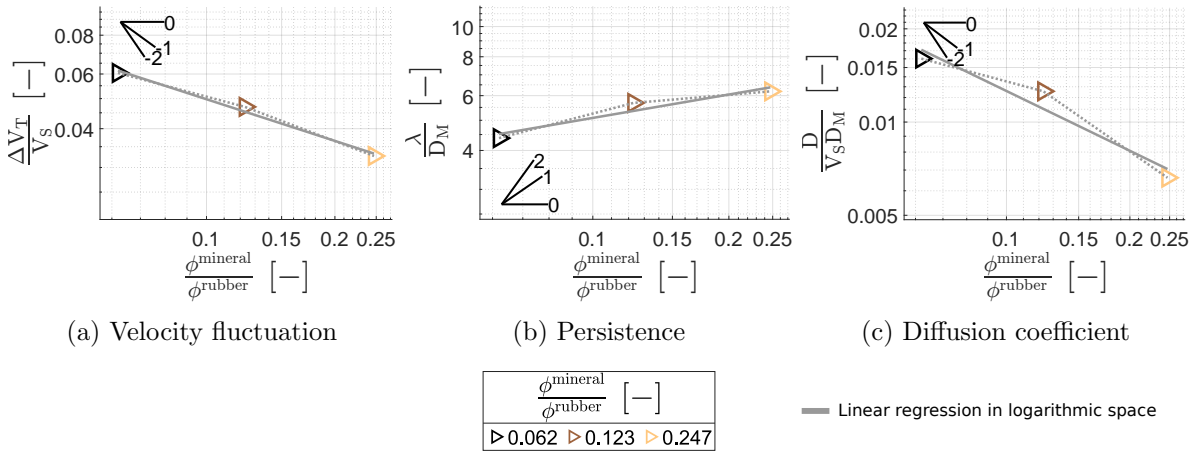 0.08
0.06
0.04
0
-1
-2
ΔV_T / V_S [−]
0.1 0.15 0.2 0.25
ϕ^mineral / ϕ^rubber [−]
(a) Velocity fluctuation
10
8
6
4
2
1
0
λ / D_M [−]
0.1 0.15 0.2 0.25
ϕ^mineral / ϕ^rubber [−]
(b) Persistence
0.02
0.015
0.01
0.005
0
-1
-2
D / V_S D_M [−]
0.1 0.15 0.2 0.25
ϕ^mineral / ϕ^rubber [−]
(c) Diffusion coefficient
ϕ^mineral / ϕ^rubber [−]
0.062 0.123 0.247
Linear regression in logarithmic space